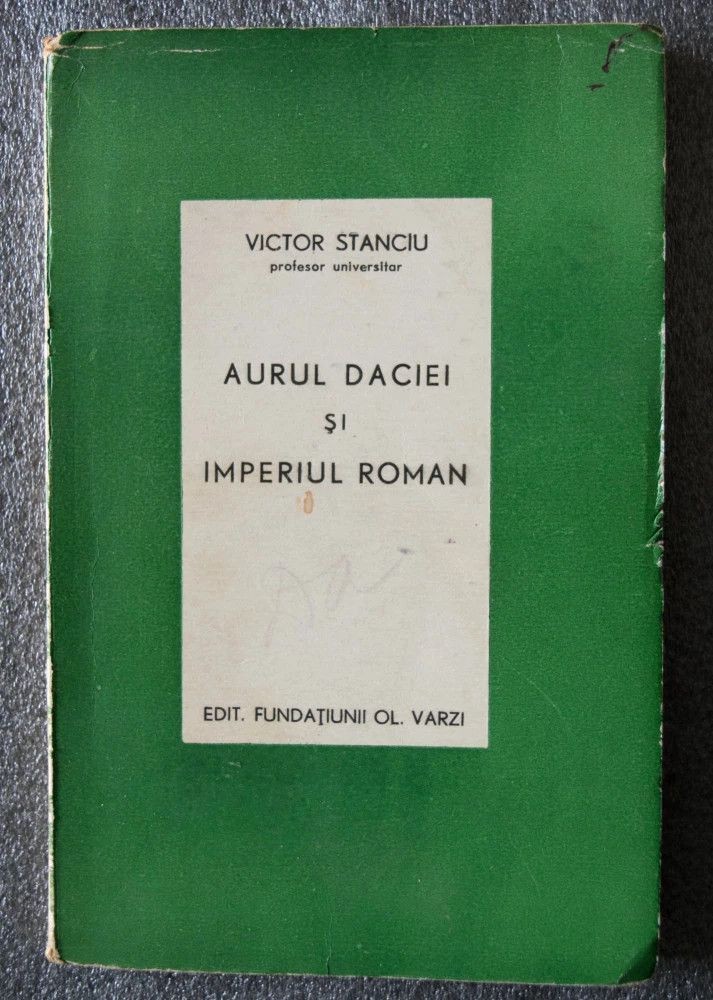 VICTOR STANCIU
profesor universitar
AURUL DACIEI
ŞI
IMPERIUL ROMAN
EDIT. FUNDAŢIUNII OL. VARZI